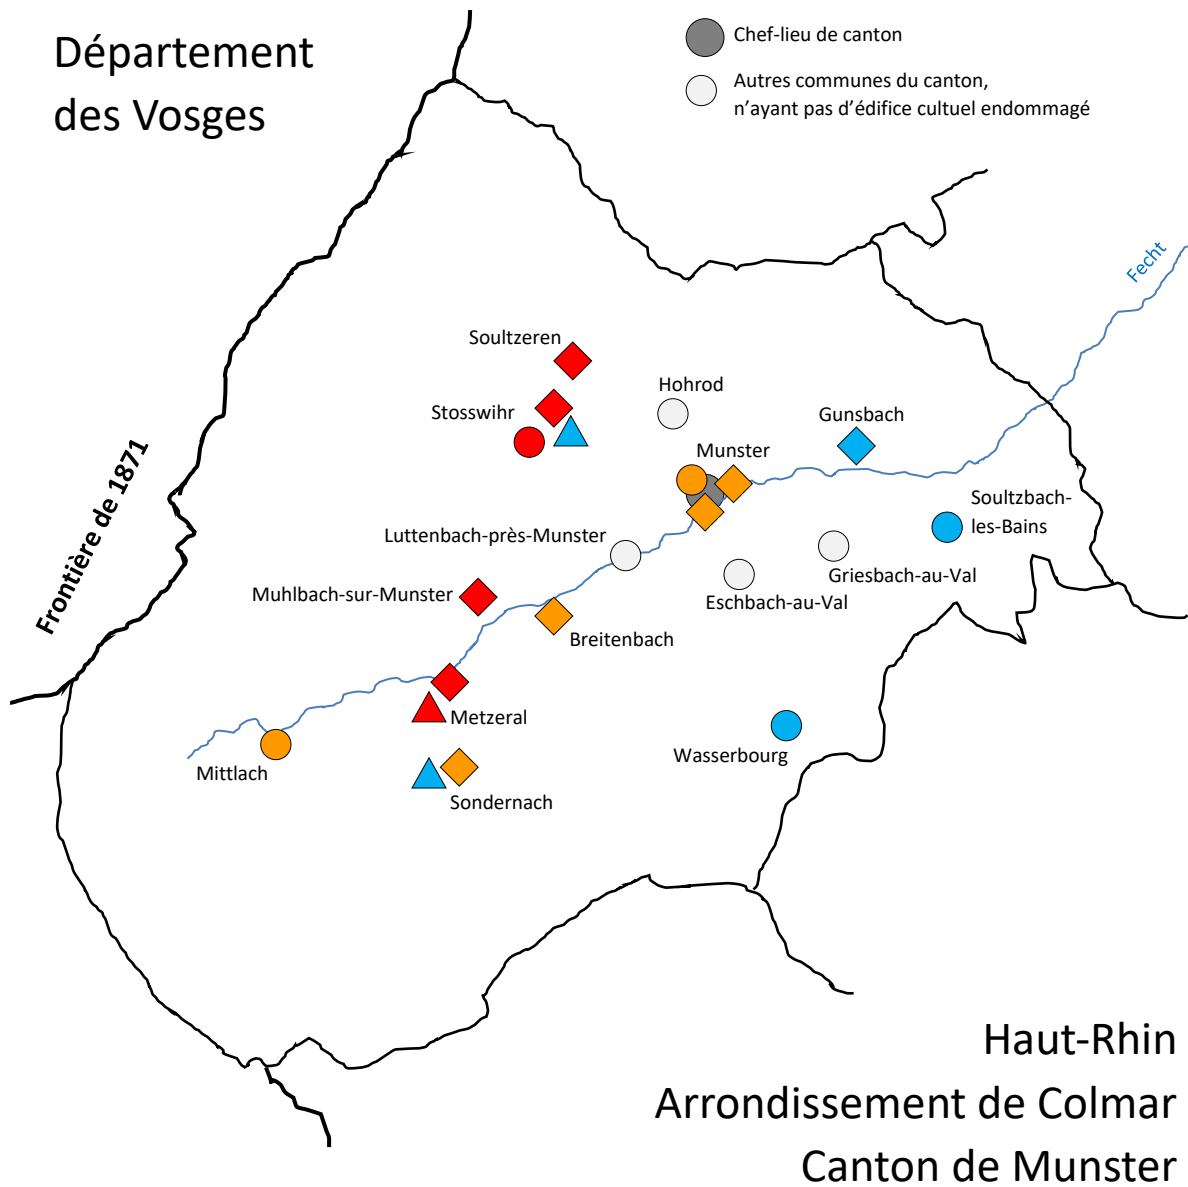 Département
des Vosges
Chef-lieu de canton
Autres communes du canton,
n’ayant pas d’édifice cultuel endommagé
Fecht
Soultzeren
Hohrod
Stosswihr
Gunsbach
Munster
Frontière de 1871
Soultzbach-
les-Bains
Luttenbach-près-Munster
Griesbach-au-Val
Muhlbach-sur-Munster
Eschbach-au-Val
Breitenbach
Metzeral
Wasserbourg
Mittlach
Sondernach
Haut-Rhin
Arrondissement de Colmar
Canton de Munster